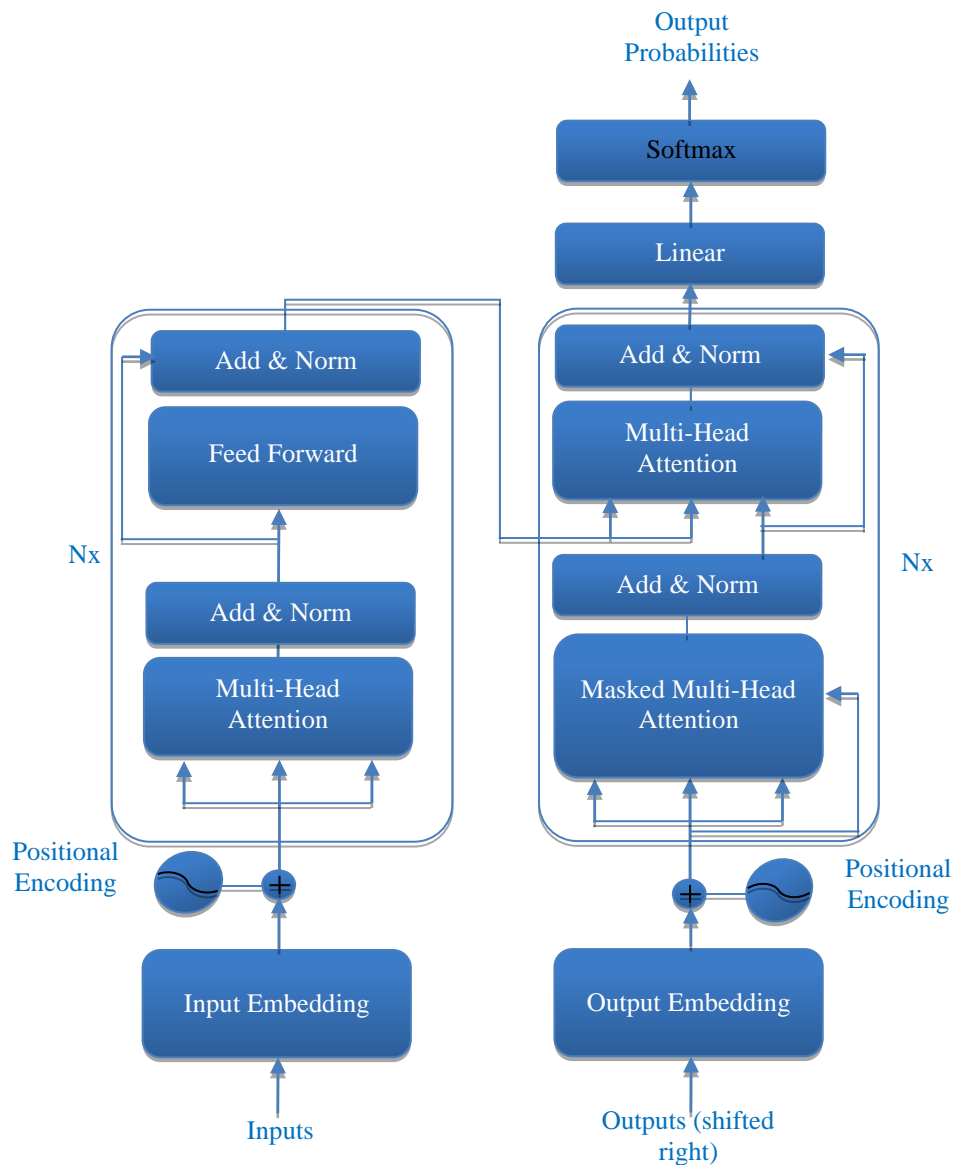 Output
Probabilities
Softmax
Linear
Add & Norm
Add & Norm
Feed Forward
Multi-Head
Attention
Nx
Nx
Add & Norm
Add & Norm
Multi-Head
Attention
Masked Multi-Head
Attention
Positional
Encoding
Positional
Encoding
Input Embedding
Output Embedding
Inputs
Outputs (shifted
right)